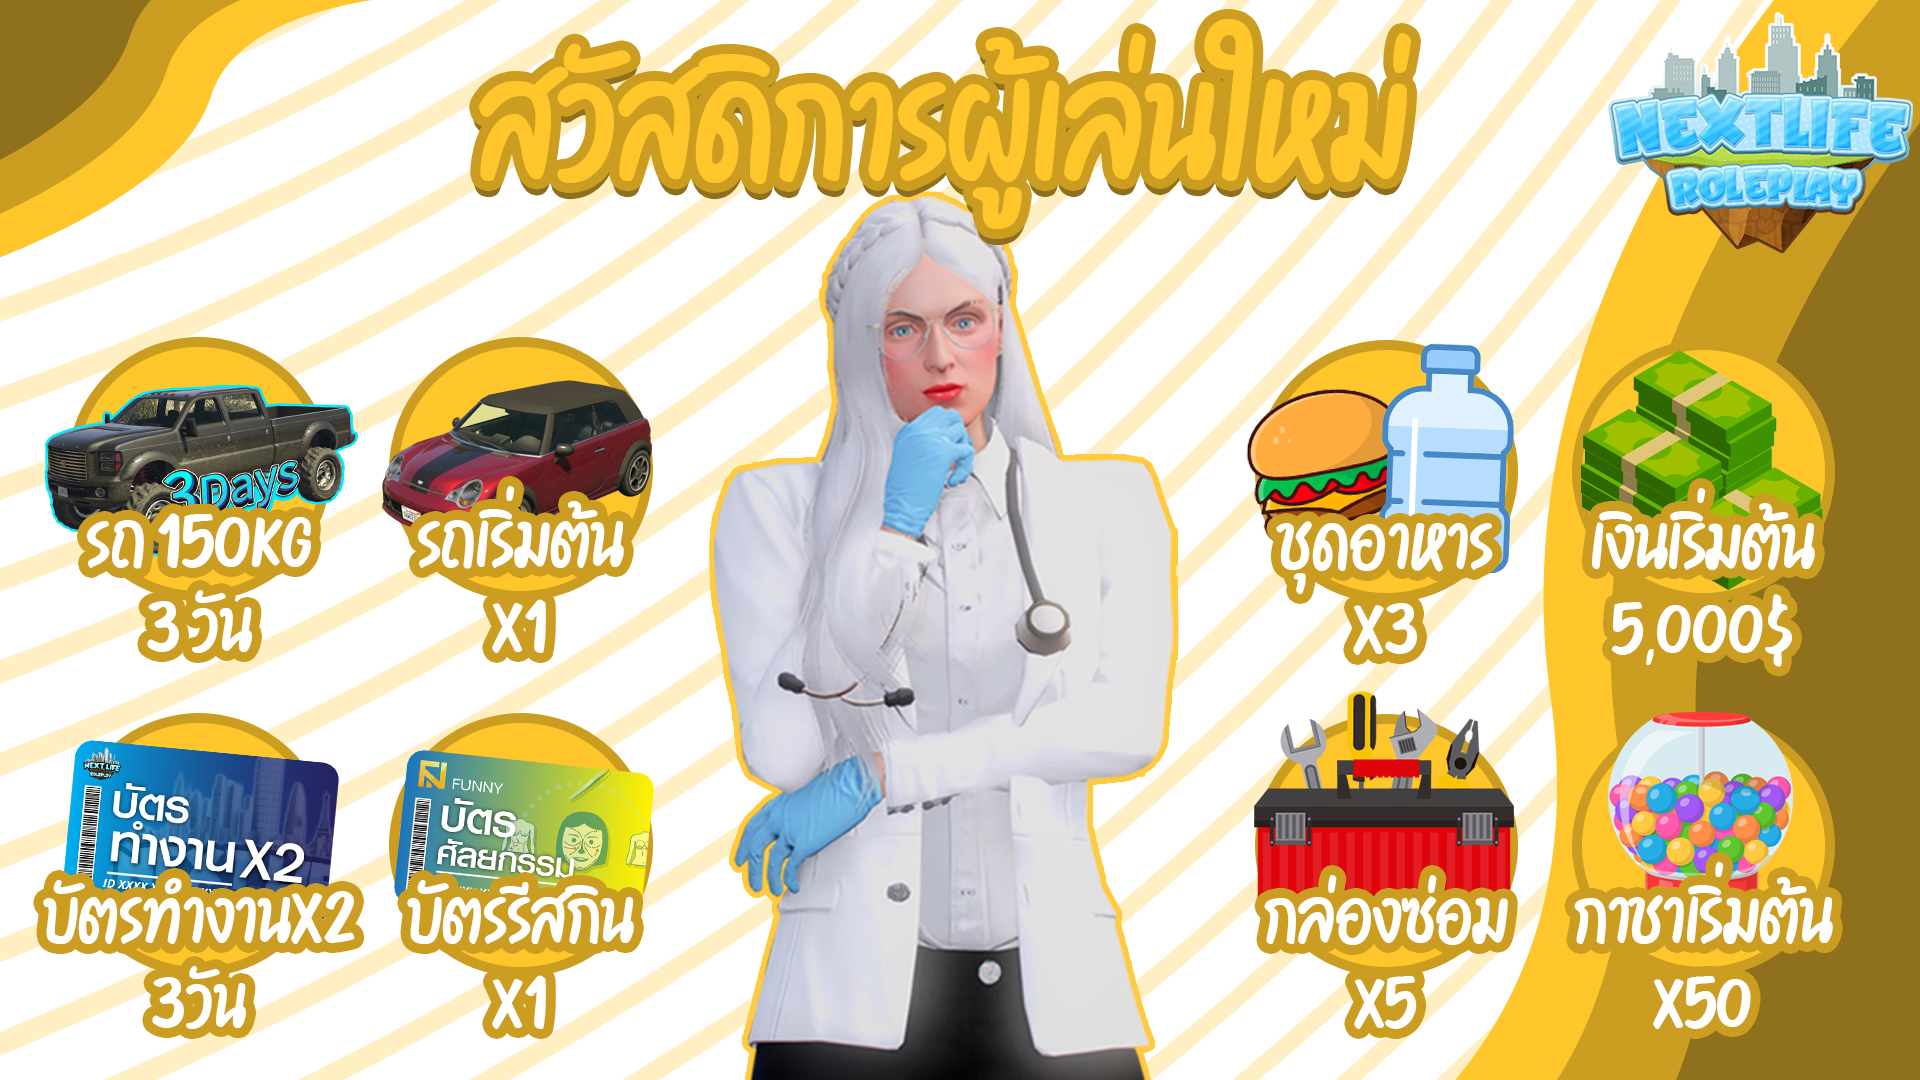 สวัสดิการผู้เล่นใหม่
NEXTLIFE
ROLEPLAY
3Days
รถ 150KG
3 วัน
รถเริ่มต้น
X1
ชุดอาหาร
X3
เงินเริ่มต้น
5,000$
NEXT LIFE
ROLEPLAY
บัตร
ทำงาน X2
บัตรทำงานX2
3วัน
FUNNY
บัตร
ศัลยกรรม
บัตรรีสกิน
X1
กล่องซ่อม
X5
กาชาเริ่มต้น
X50